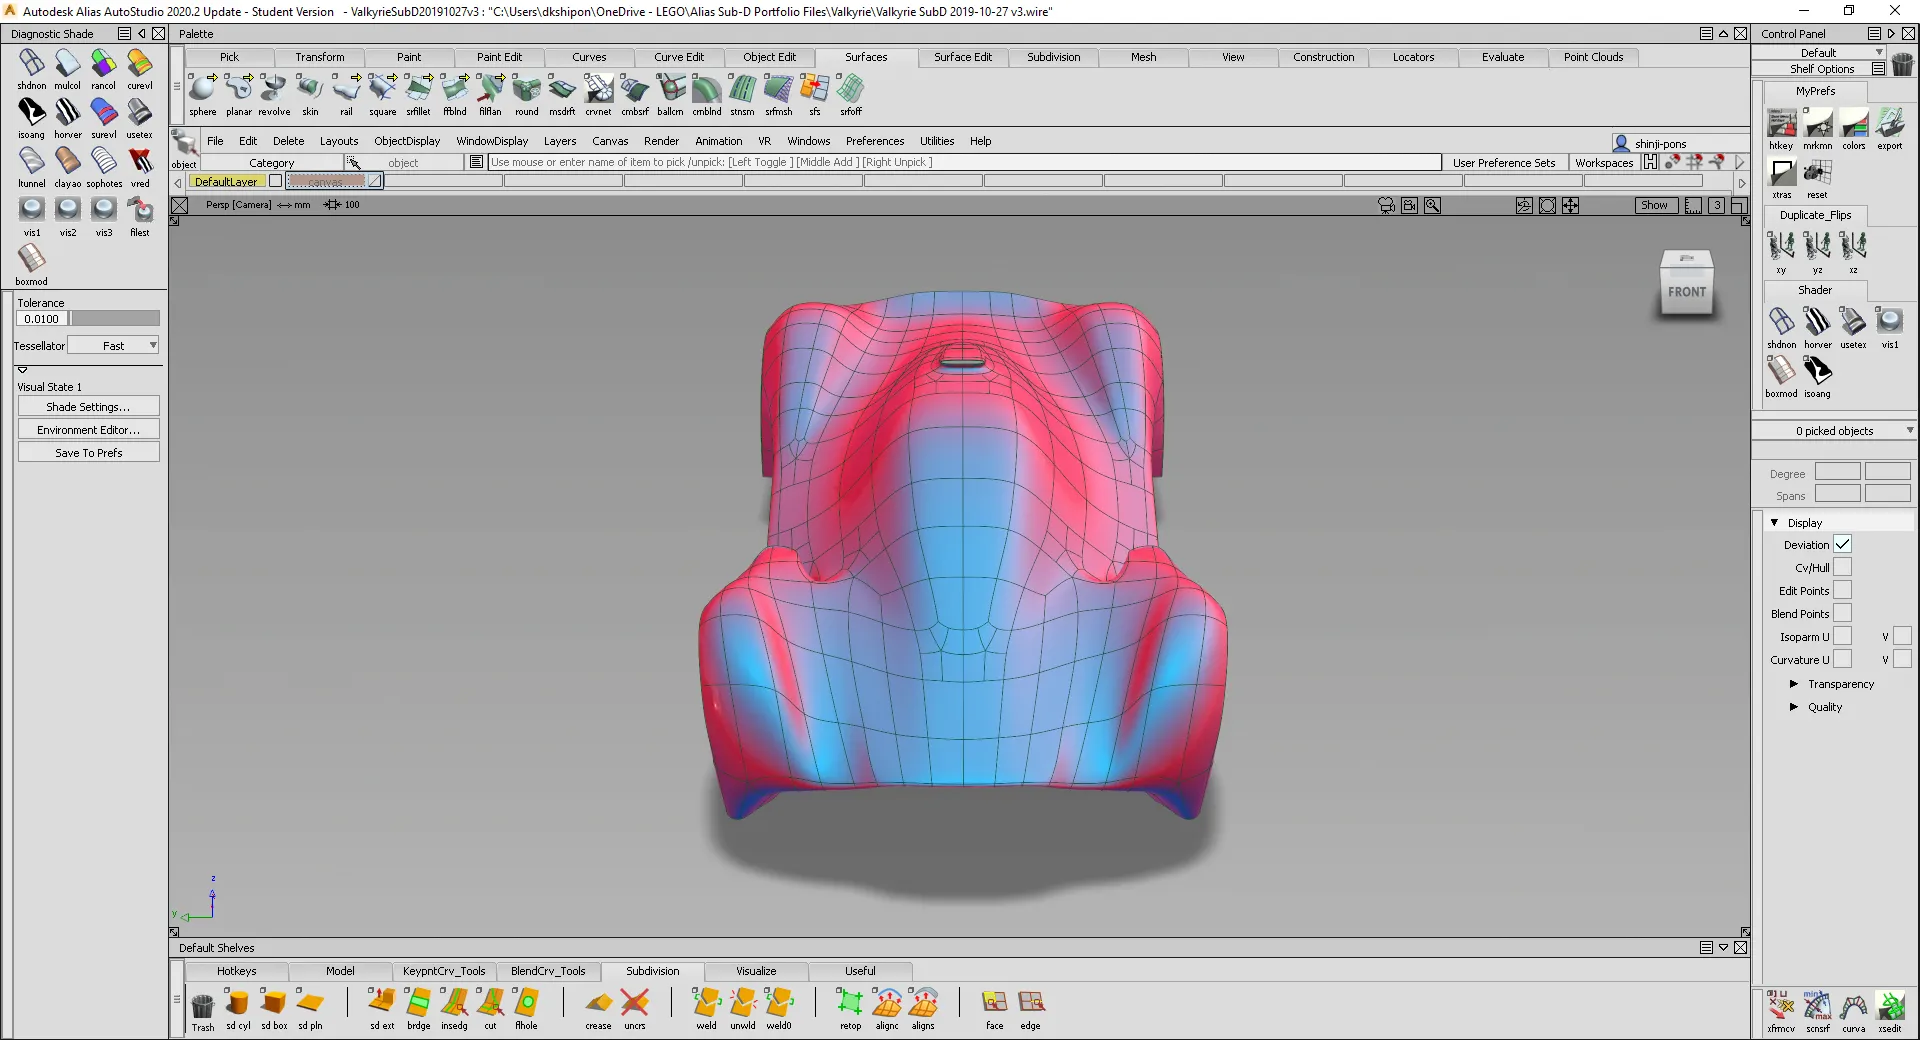 Autodesk Alias AutoStudio 2020.2 Update - Student Version - ValkyrieSubD20191027v3 : "C:\Users\dkshipon\OneDrive - LEGO\Alias Sub-D Portfolio Files\Valkyrie\Valkyrie SubD 2019-10-27 v3.wire"
Diagnostic Shade
Palette
Control Panel
Pick Transform Paint Paint Edit Curves Curve Edit Object Edit Surfaces Surface Edit Subdivision Mesh View Construction Locators Evaluate Point Clouds
Default
Shelf Options
shdnon mulcol rancol curevl
MyPrefs
sphere planar revolve skin rail square srfillet ffblnd filflan round msdrft crvnet cmbsrf ballcrn crnblnd stnsrn srfmsh sfs srfoff
isoang horver surevl usetex
File Edit Delete Layouts ObjectDisplay WindowDisplay Layers Canvas Render Animation VR Windows Preferences Utilities Help
shinji-pons
htkey mrkmn colors export
object
Category
object
Use mouse or enter name of item to pick /unpick: [Left Toggle ] [Middle Add ] [Right Unpick ]
User Preference Sets
Workspaces
ltunnel clayao sophotes vred
DefaultLayer
canvas
xtras reset
Persp [Camera] <-> mm 100
Show
3
Duplicate_Flips
vis1 vis2 vis3 filest
xy yz xz
boxmod
Shader
FRONT
Tolerance
0.0100
Tessellator Fast
shdnon horver usetex vis1
Visual State 1
Shade Settings...
Environment Editor...
Save To Prefs
boxmod isoang
0 picked objects
Degree
Spans
Display
Deviation
Cv/Hull
Edit Points
Blend Points
Isoparm U V
Curvature U V
Transparency
Quality
z
y
Default Shelves
Hotkeys Model KeypntCrv_Tools BlendCrv_Tools Subdivision Visualize Useful
Trash sd cyl sd box sd pln sd ext brdge insedg cut flhole crease uncrs weld unwld weld0 retop alignc aligns face edge
xfrmcv scnsrf curva xsedit